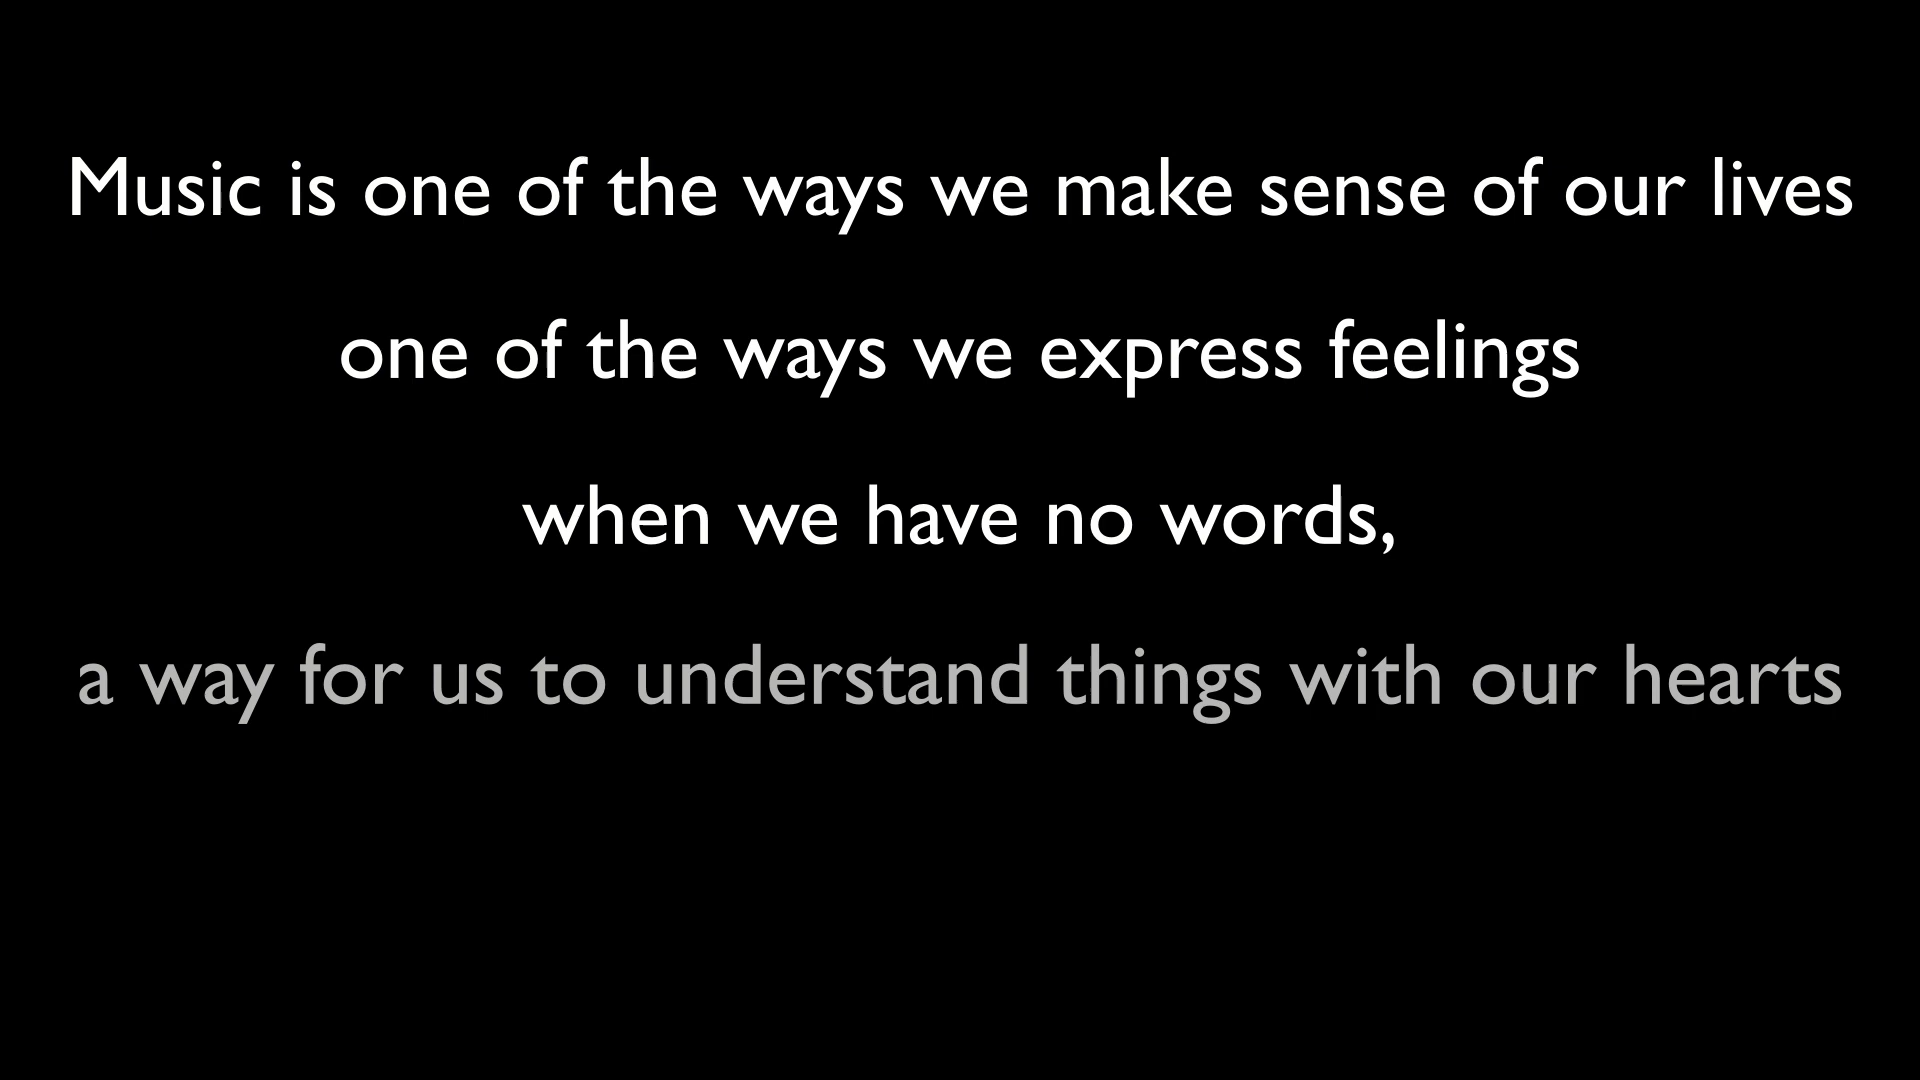 Music is one of the ways we make sense of our lives
one of the ways we express feelings
when we have no words,
a way for us to understand things with our hearts